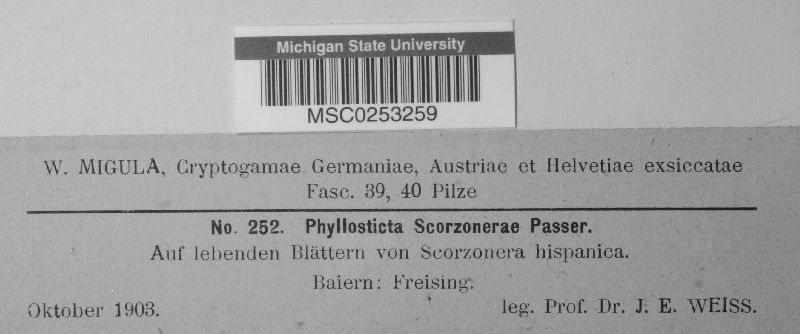 Michigan State University
MSC0253259
W. MIGULA, Cryptogamae Germaniae, Austriae et Helvetiae exsiccatae
Fasc. 39, 40 Pilze
No. 252. Phyllosticta Scorzonerae Passer.
Auf lebenden Blättern von Scorzonera hispanica.
Baiern: Freising.
Oktober 1903. leg. Prof. Dr. J. E. WEISS.